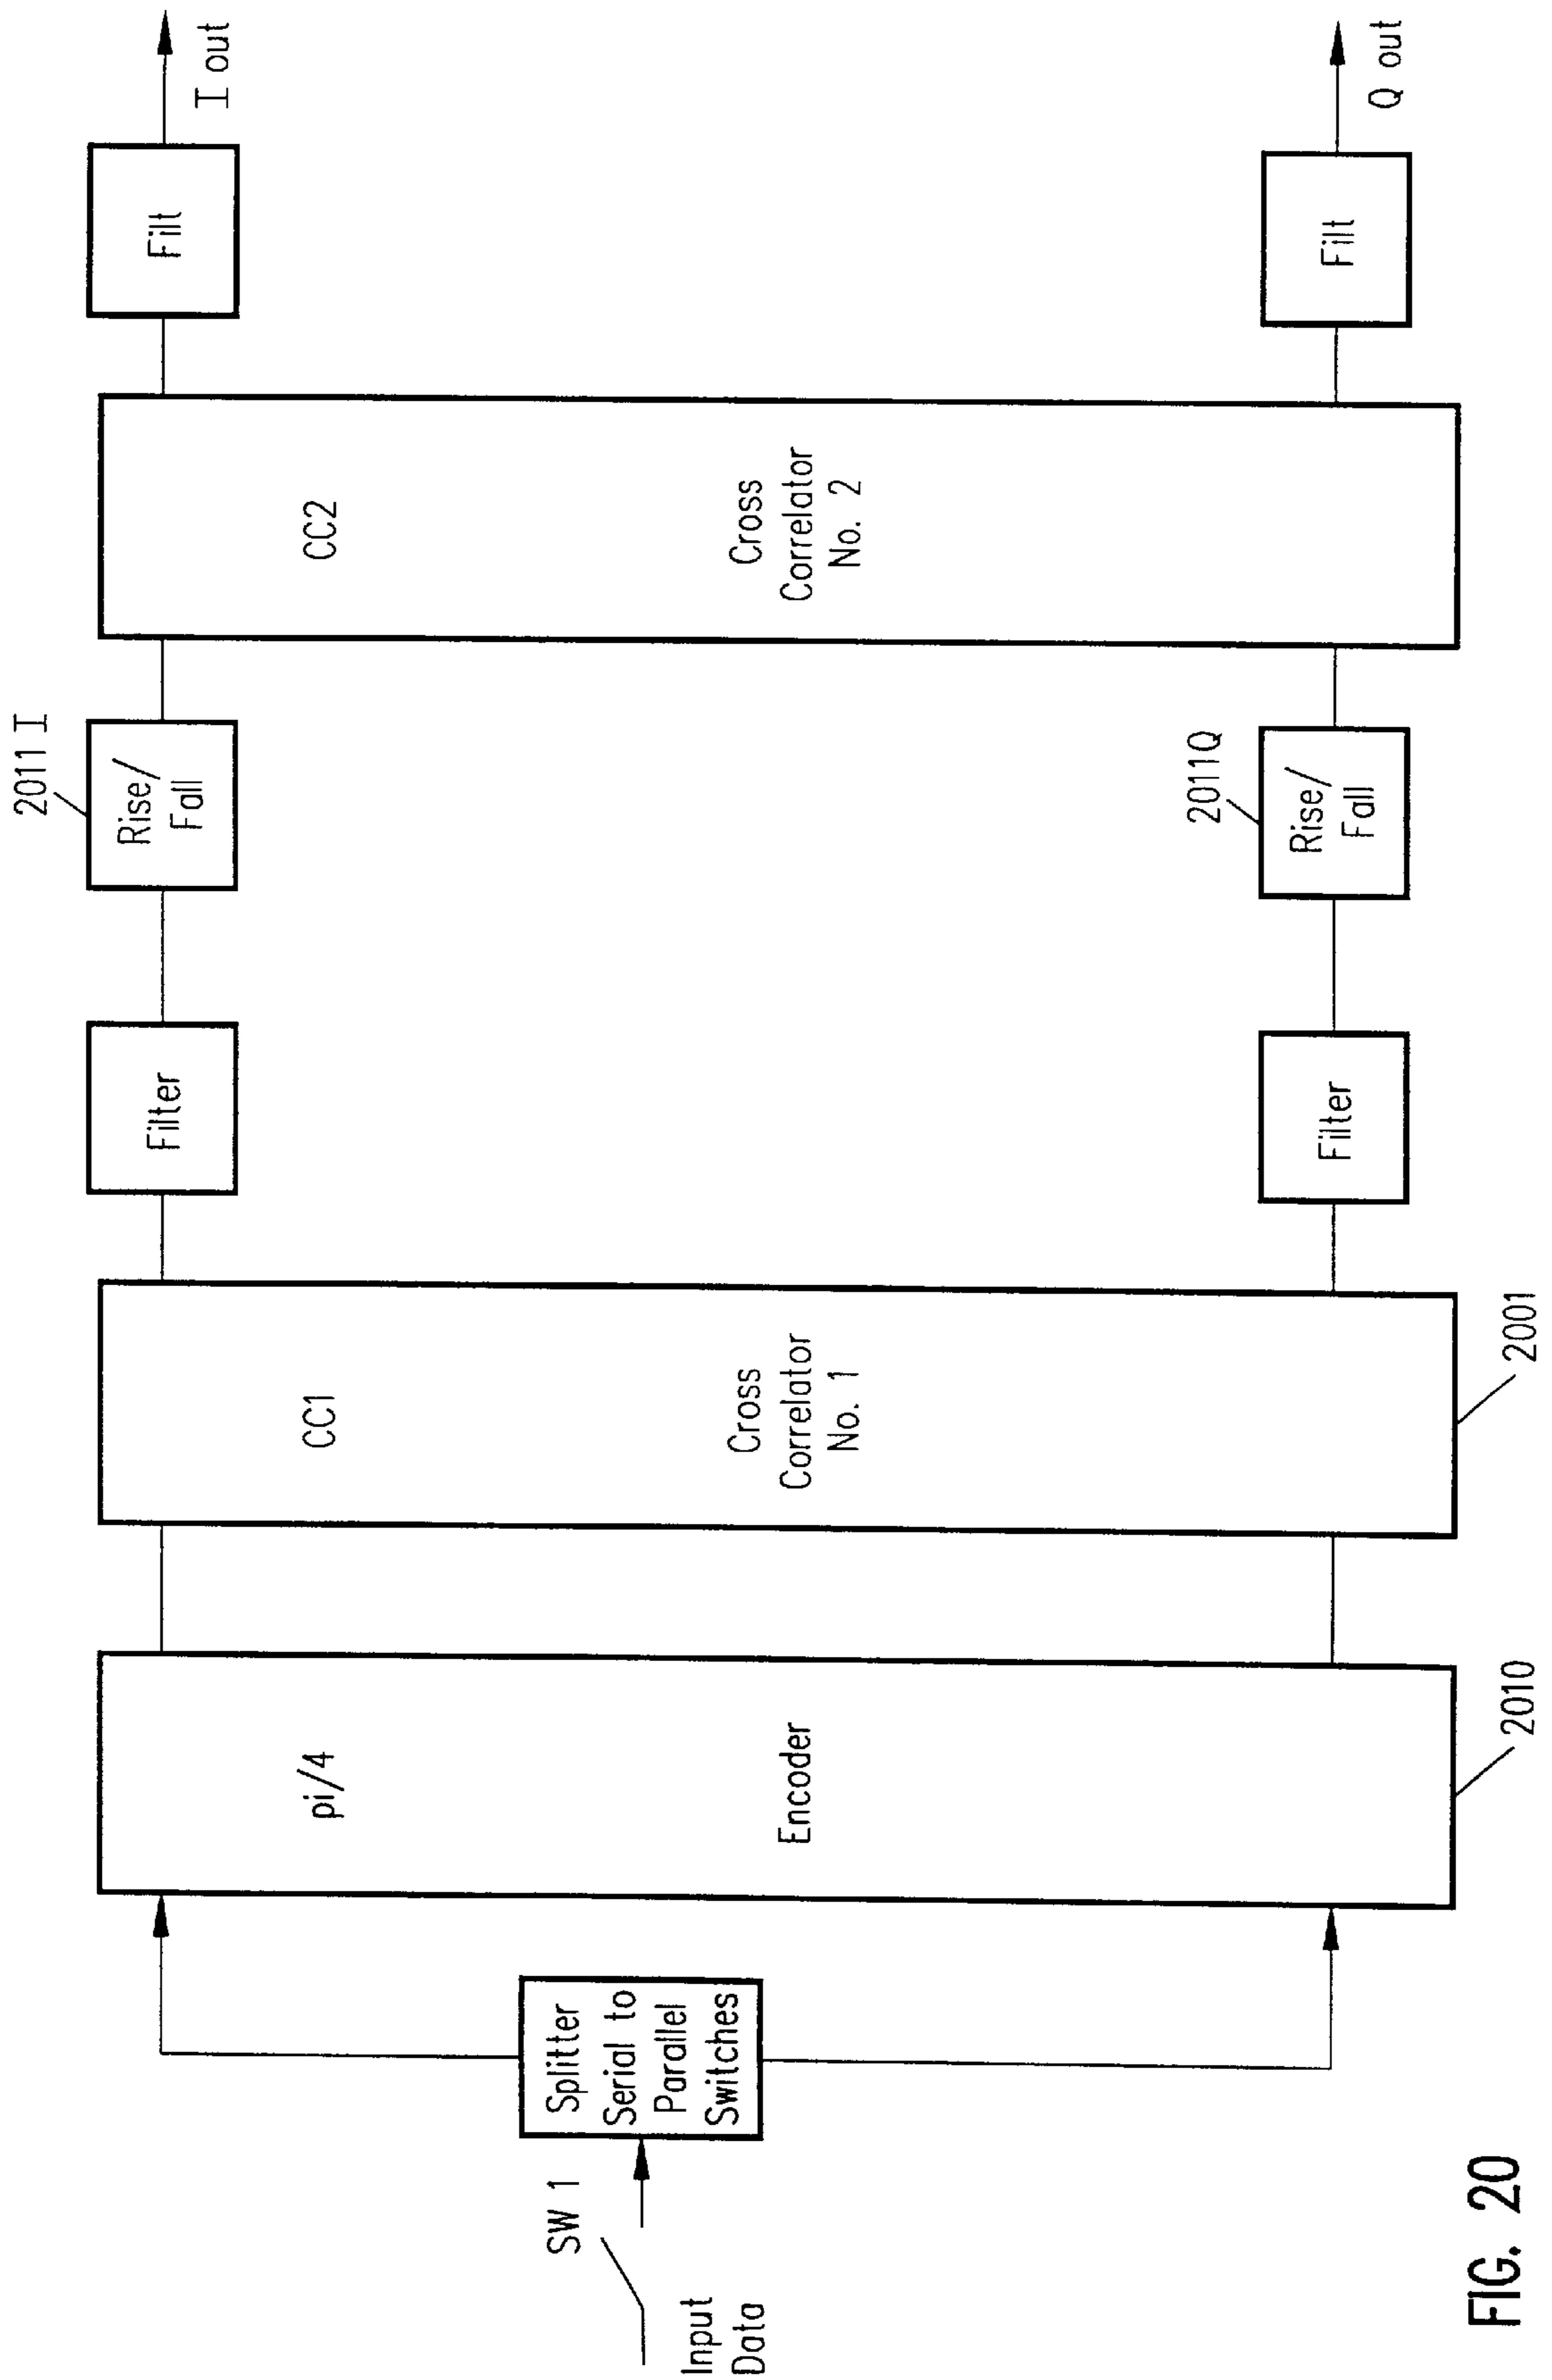 Input
Data
SW 1
Splitter
Serial to
Parallel
Switches
pi/4
Encoder
2010
CC1
Cross
Correlator
No. 1
2001
Filter
Filter
2011 I
Rise/
Fall
2011Q
Rise/
Fall
CC2
Cross
Correlator
No. 2
Filt
I out
Filt
Q out
FIG. 20